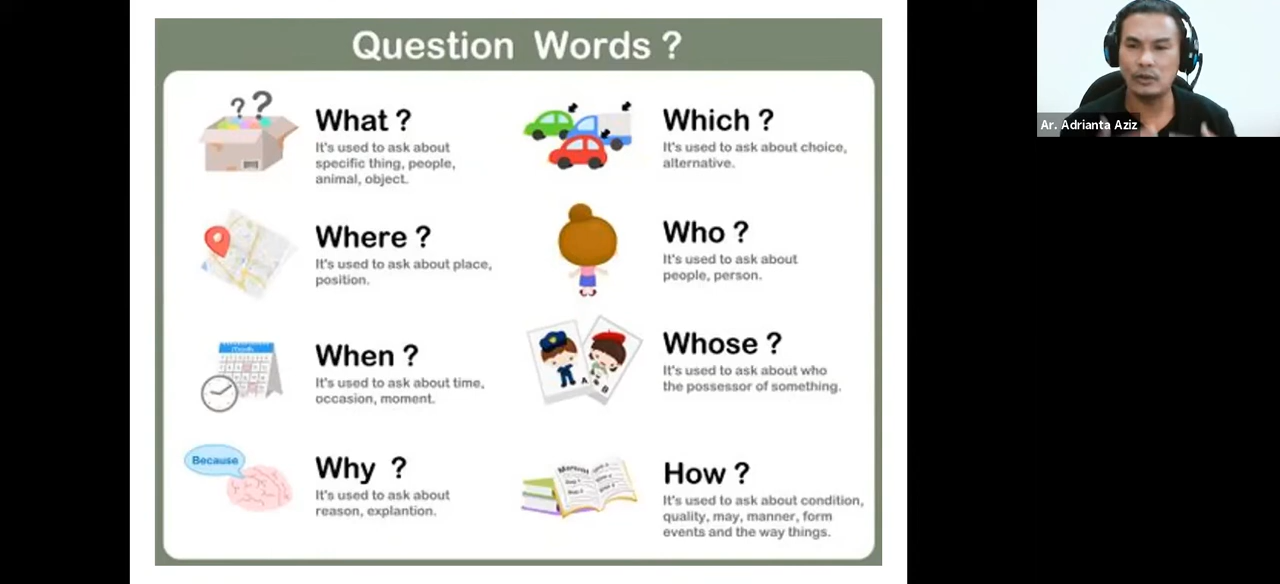 Question Words ?
What ?
It's used to ask about
specific thing, people,
animal, object.
Where ?
It's used to ask about place,
position.
When ?
It's used to ask about time,
occasion, moment.
Because
Why ?
It's used to ask about
reason, explantion.
Which ?
It's used to ask about choice,
alternative.
Who ?
It's used to ask about
people, person.
A
B
Whose ?
It's used to ask about who
the possessor of something.
How ?
It's used to ask about condition,
quality, may, manner, form
events and the way things.
Ar. Adrianta Aziz